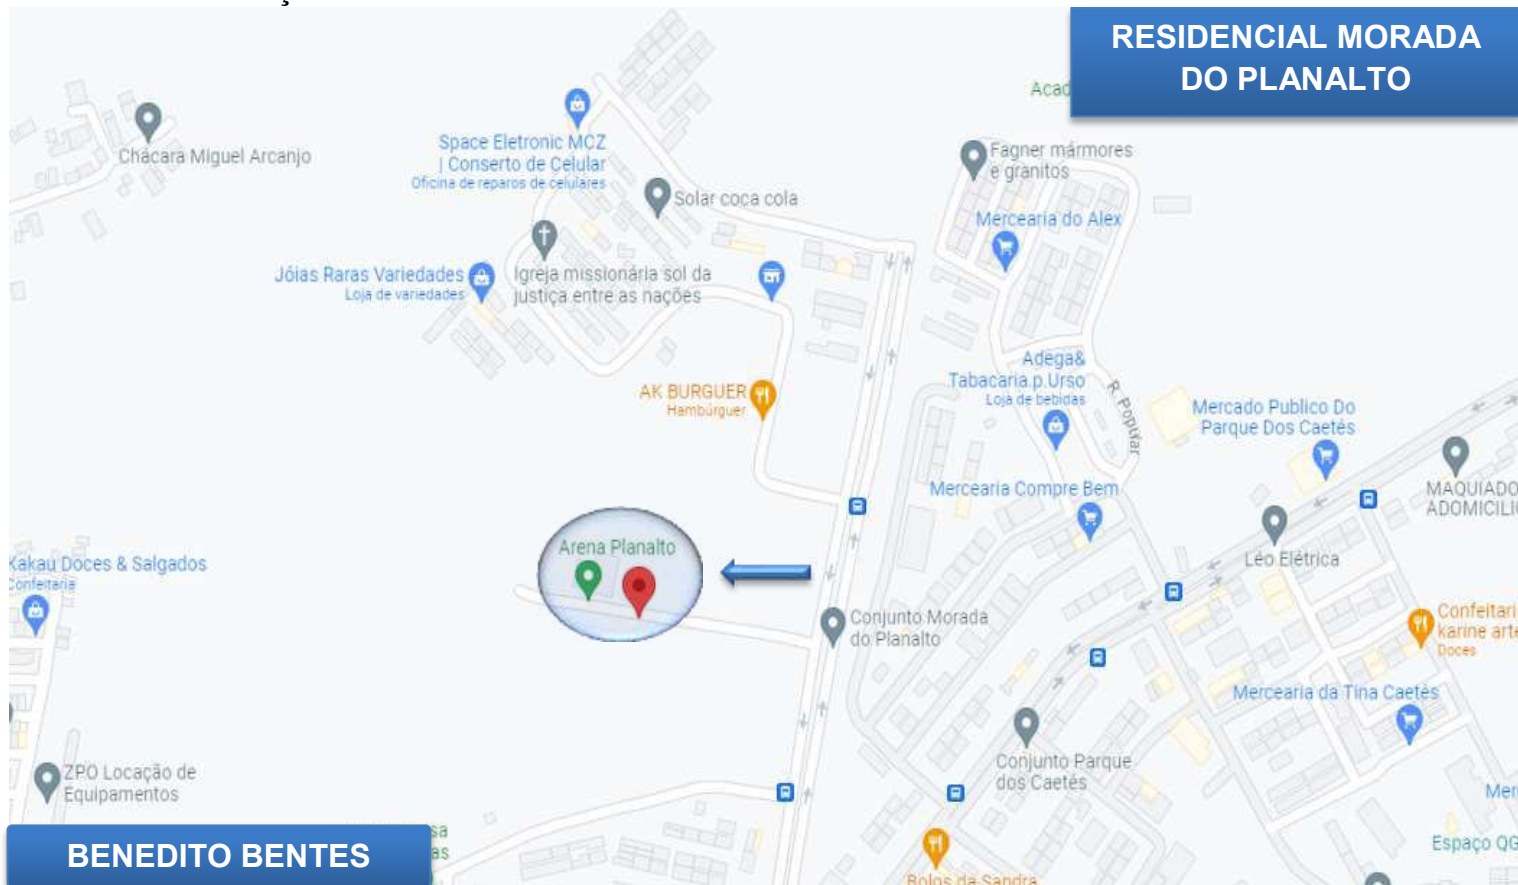 RESIDENCIAL MORADA
DO PLANALTO
Chácara Miguel Arcanjo
Space Eletronic MCZ
| Conserto de Celular
Oficina de reparos de celulares
Solar coca cola
Fagner mármores
e granitos
Mercearia do Alex
Jóias Raras Variedades
Loja de variedades
Igreja missionária sol da
justiça entre as nações
AK BURGUER
Hambúrguer
Adega&
Tabacaria.p.Urso
Loja de bebidas
R. Popular
Mercado Publico Do
Parque Dos Caetés
Mercearia Compre Bem
MAQUIADO
ADOMICILI
Arena Planalto
Léo Elétrica
Kakau Doces & Salgados
Confeitaria
Conjunto Morada
do Planalto
Confeitari
karine arte
Doces
Mercearia da Tina Caetés
Conjunto Parque
dos Caetés
ZPO Locação de
Equipamentos
Mer
Espaço QG
BENEDITO BENTES
sa
as
Bolos da Sandra